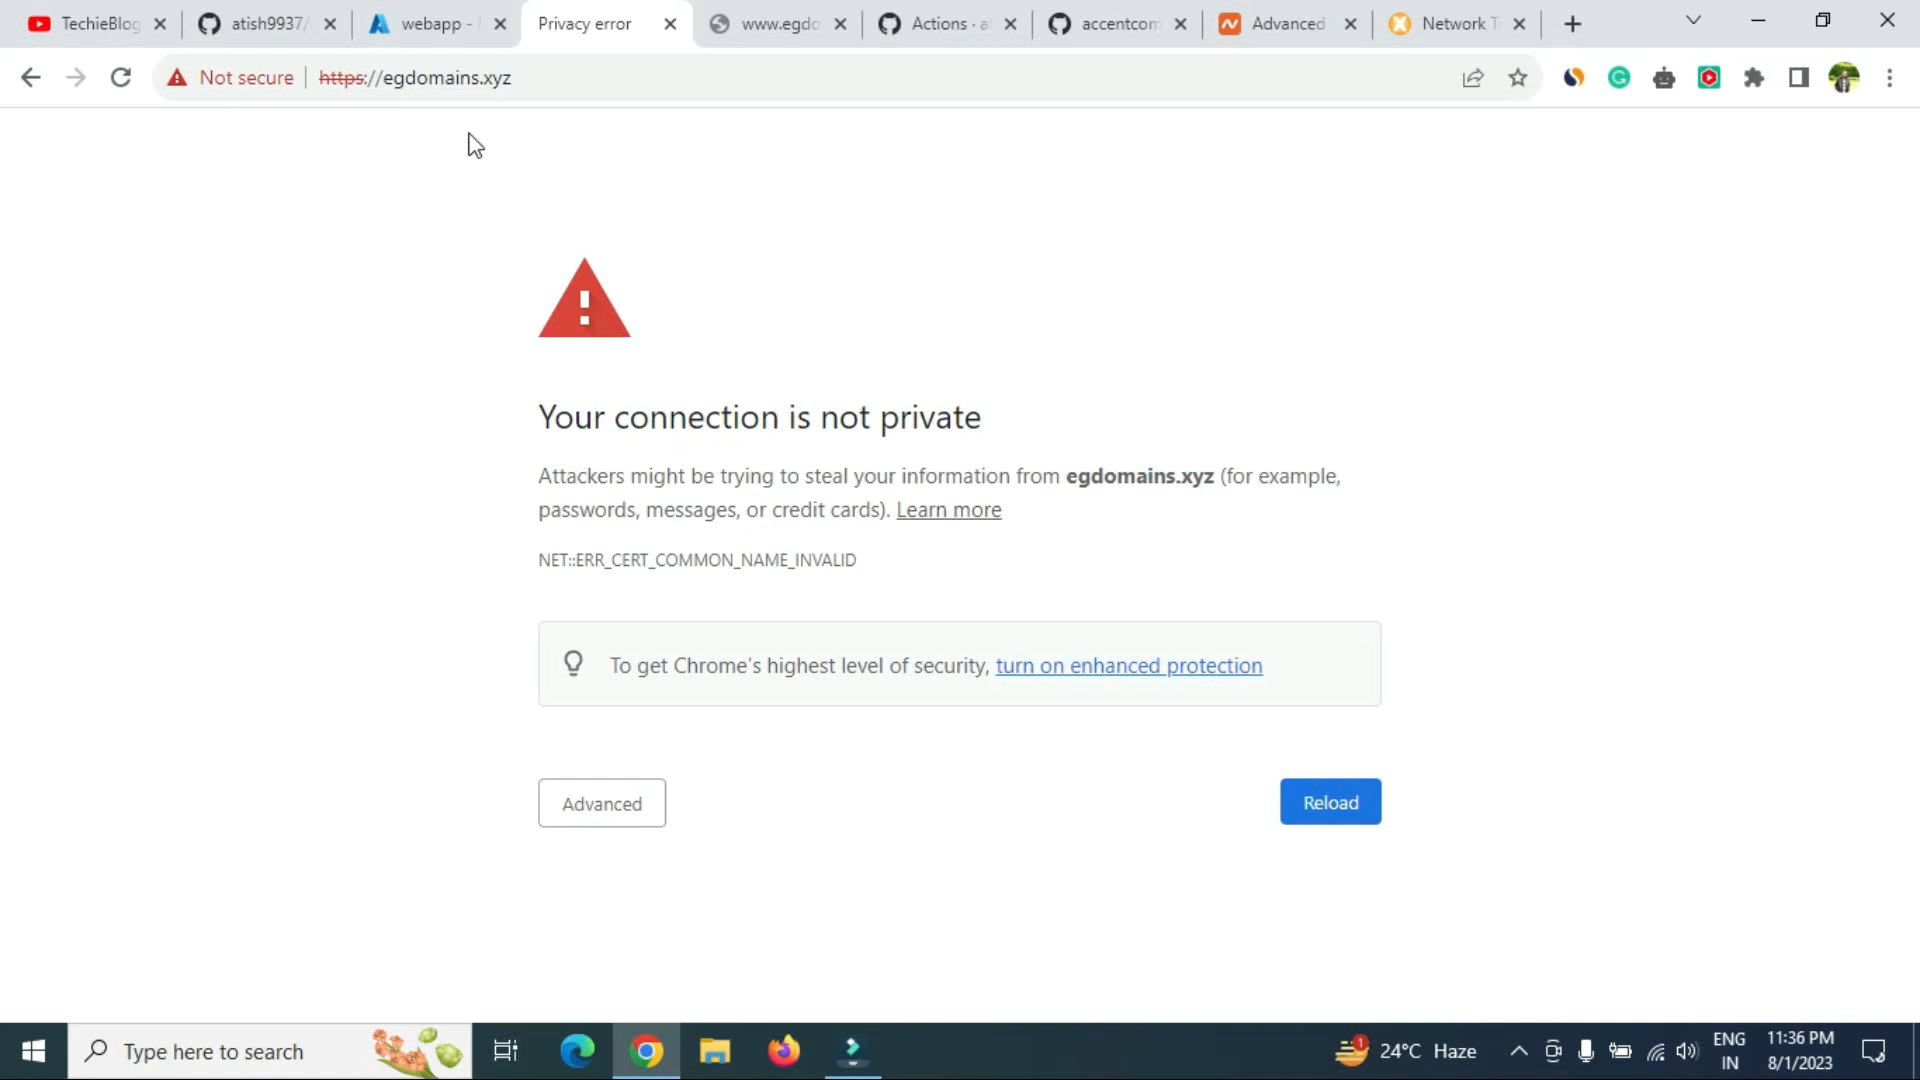 TechieBlog
atish9937/
webapp -
Privacy error
www.egdo
Actions · a
accentcom
Advanced
Network T
Not secure
https://egdomains.xyz
Your connection is not private
Attackers might be trying to steal your information from egdomains.xyz (for example,
passwords, messages, or credit cards). Learn more
NET::ERR_CERT_COMMON_NAME_INVALID
To get Chrome's highest level of security, turn on enhanced protection
Advanced
Reload
Type here to search
1
24°C Haze
ENG
IN
11:36 PM
8/1/2023